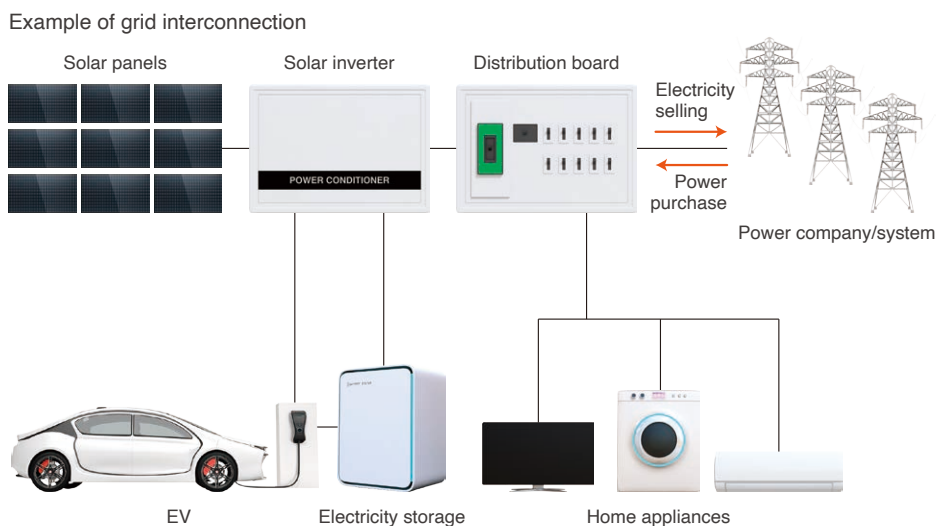 Example of grid interconnection
Solar panels
Solar inverter
Distribution board
POWER CONDITIONER
Electricity
selling
Power
purchase
Power company/system
EV
Electricity storage
Home appliances